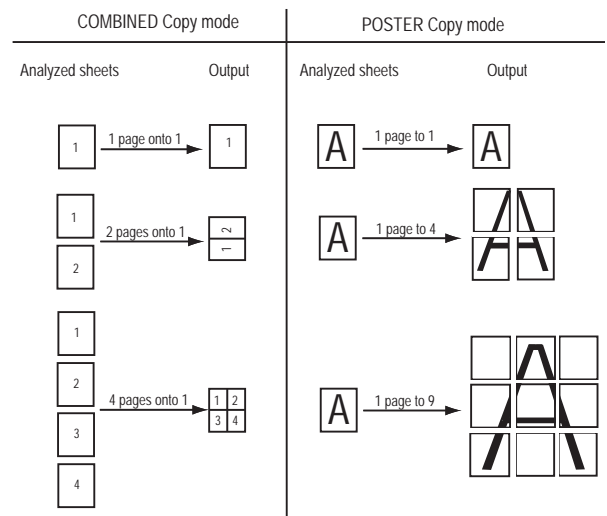 COMBINED Copy mode
Analyzed sheets Output
1 1 page onto 1 1
1
2
2 pages onto 1
2
1
1
2
3
4
4 pages onto 1
1 2
3 4
POSTER Copy mode
Analyzed sheets Output
A 1 page to 1 A
A 1 page to 4 A
A 1 page to 9 A